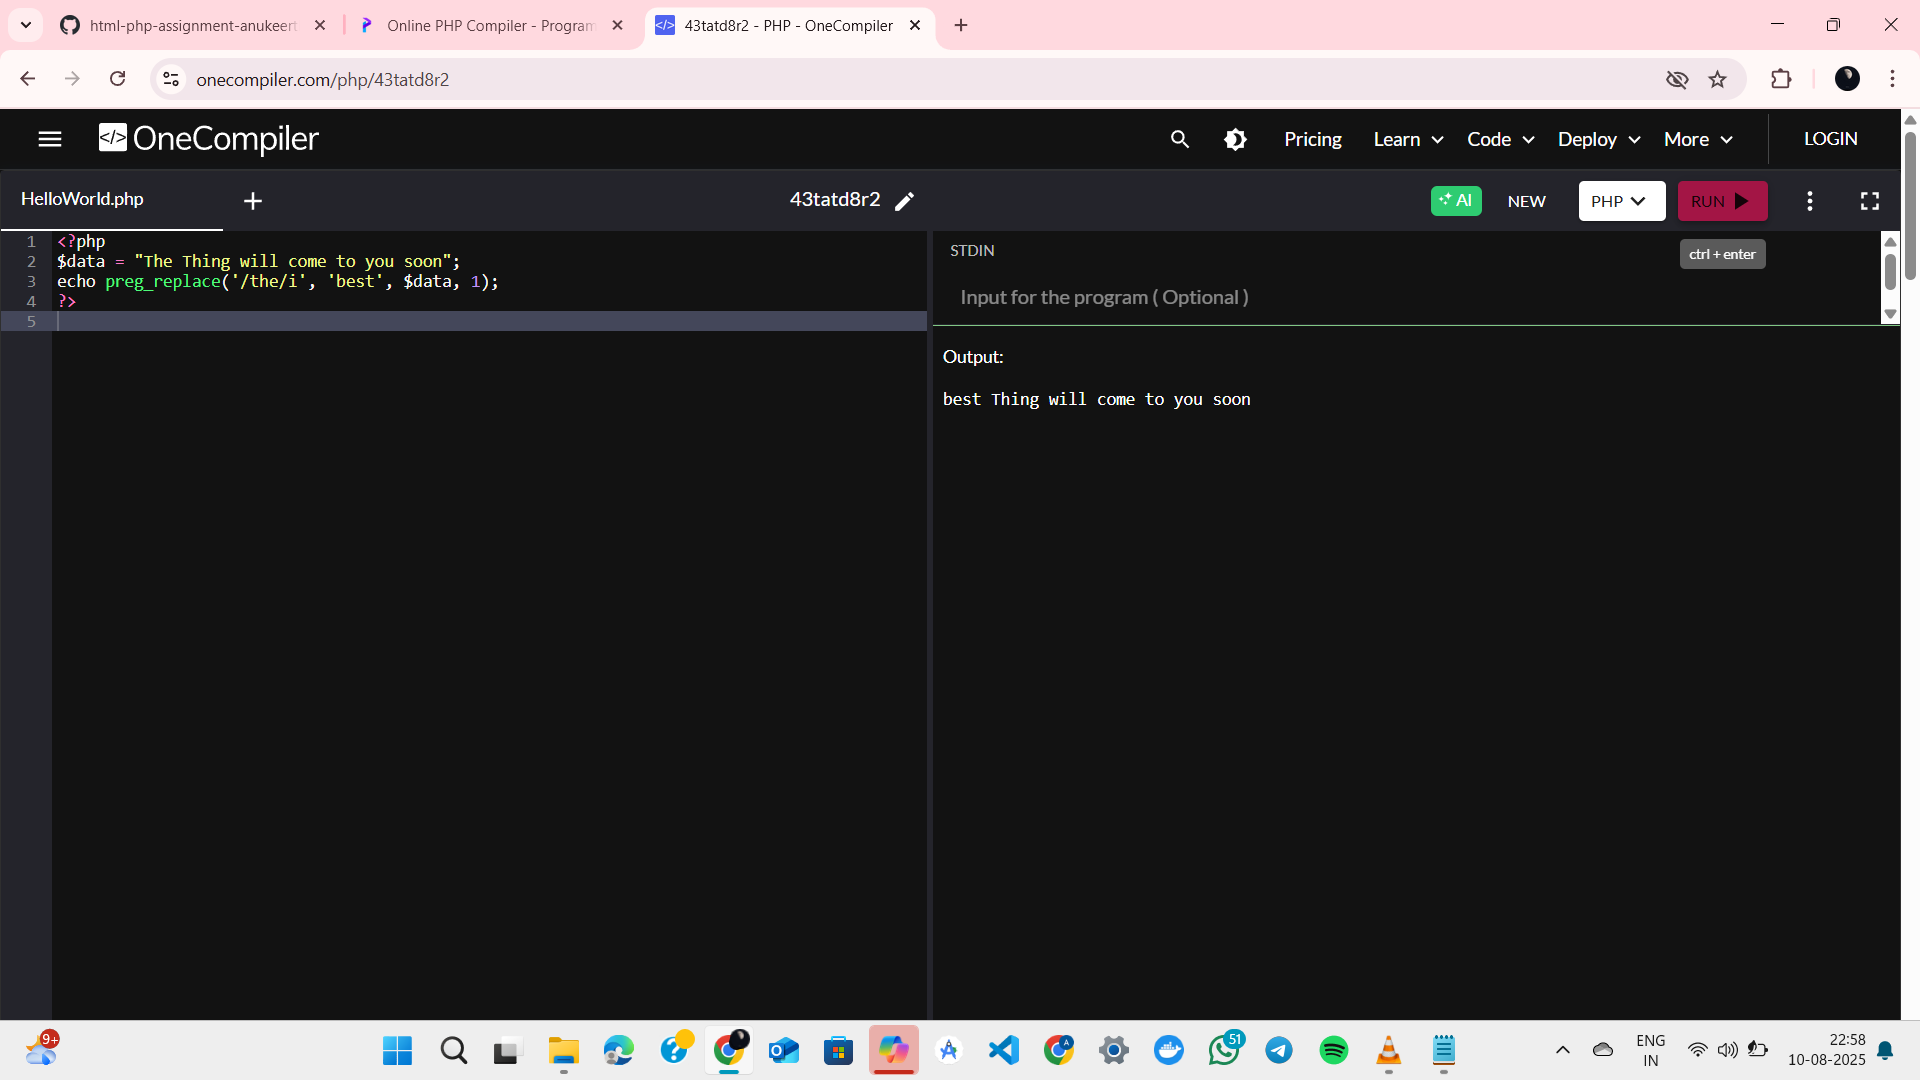 html-php-assignment-anukeert
Online PHP Compiler - Program
43tatd8r2 - PHP - OneCompiler
onecompiler.com/php/43tatd8r2
</> OneCompiler
Pricing
Learn
Code
Deploy
More
LOGIN
HelloWorld.php
43tatd8r2
AI
NEW
PHP
RUN
ctrl + enter
1 <?php
2 $data = "The Thing will come to you soon";
3 echo preg_replace('/the/i', 'best', $data, 1);
4 ?>
5
STDIN
Input for the program ( Optional )
Output:
best Thing will come to you soon
9+
51
ENG
IN
22:58
10-08-2025